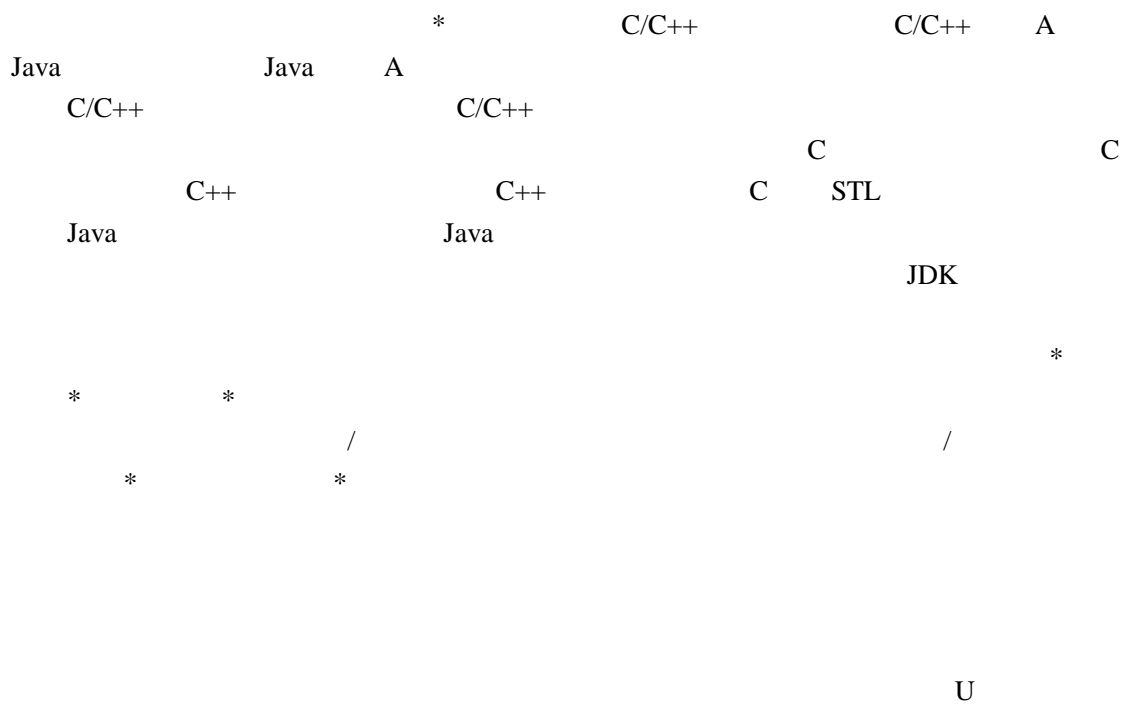 * C/C++ C/C++ A
Java Java A
C/C++ C/C++
C C
C++ C++ C STL
Java Java
JDK
*
* *
/ /
* *
U